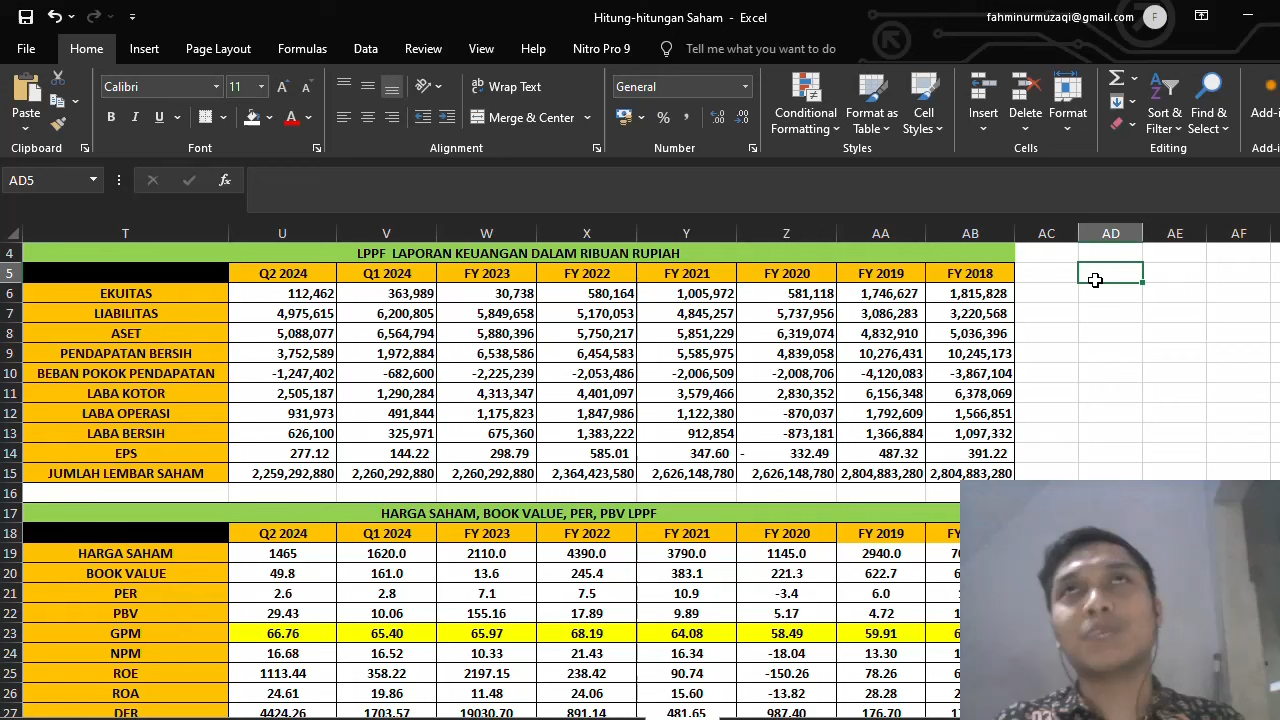 Hitung-hitungan Saham - Excel
fahminurmuzaqi@gmail.com F
File Home Insert Page Layout Formulas Data Review View Help Nitro Pro 9 Tell me what you want to do
Calibri 11 A A Wrap Text General
Paste B I U A Merge & Center % , Conditional Formatting Format as Table Cell Styles Insert Delete Format Sort & Filter Find & Select Add-i
Clipboard Font Alignment Number Styles Cells Editing Add-i
AD5 fx
T U V W X Y Z AA AB AC AD AE AF
4 LPPF LAPORAN KEUANGAN DALAM RIBUAN RUPIAH
5 Q2 2024 Q1 2024 FY 2023 FY 2022 FY 2021 FY 2020 FY 2019 FY 2018
6 EKUITAS 112,462 363,989 30,738 580,164 1,005,972 581,118 1,746,627 1,815,828
7 LIABILITAS 4,975,615 6,200,805 5,849,658 5,170,053 4,845,257 5,737,956 3,086,283 3,220,568
8 ASET 5,088,077 6,564,794 5,880,396 5,750,217 5,851,229 6,319,074 4,832,910 5,036,396
9 PENDAPATAN BERSIH 3,752,589 1,972,884 6,538,586 6,454,583 5,585,975 4,839,058 10,276,431 10,245,173
10 BEBAN POKOK PENDAPATAN -1,247,402 -682,600 -2,225,239 -2,053,486 -2,006,509 -2,008,706 -4,120,083 -3,867,104
11 LABA KOTOR 2,505,187 1,290,284 4,313,347 4,401,097 3,579,466 2,830,352 6,156,348 6,378,069
12 LABA OPERASI 931,973 491,844 1,175,823 1,847,986 1,122,380 -870,037 1,792,609 1,566,851
13 LABA BERSIH 626,100 325,971 675,360 1,383,222 912,854 -873,181 1,366,884 1,097,332
14 EPS 277.12 144.22 298.79 585.01 347.60 - 332.49 487.32 391.22
15 JUMLAH LEMBAR SAHAM 2,259,292,880 2,260,292,880 2,260,292,880 2,364,423,580 2,626,148,780 2,626,148,780 2,804,883,280 2,804,883,280
16
17 HARGA SAHAM, BOOK VALUE, PER, PBV LPPF
18 Q2 2024 Q1 2024 FY 2023 FY 2022 FY 2021 FY 2020 FY 2019
19 HARGA SAHAM 1465 1620.0 2110.0 4390.0 3790.0 1145.0 2940.0
20 BOOK VALUE 49.8 161.0 13.6 245.4 383.1 221.3 622.7
21 PER 2.6 2.8 7.1 7.5 10.9 -3.4 6.0
22 PBV 29.43 10.06 155.16 17.89 9.89 5.17 4.72
23 GPM 66.76 65.40 65.97 68.19 64.08 58.49 59.91
24 NPM 16.68 16.52 10.33 21.43 16.34 -18.04 13.30
25 ROE 1113.44 358.22 2197.15 238.42 90.74 -150.26 78.26
26 ROA 24.61 19.86 11.48 24.06 15.60 -13.82 28.28
27 DER 4424.26 1703.57 19030.70 891.14 481.65 987.40 176.70